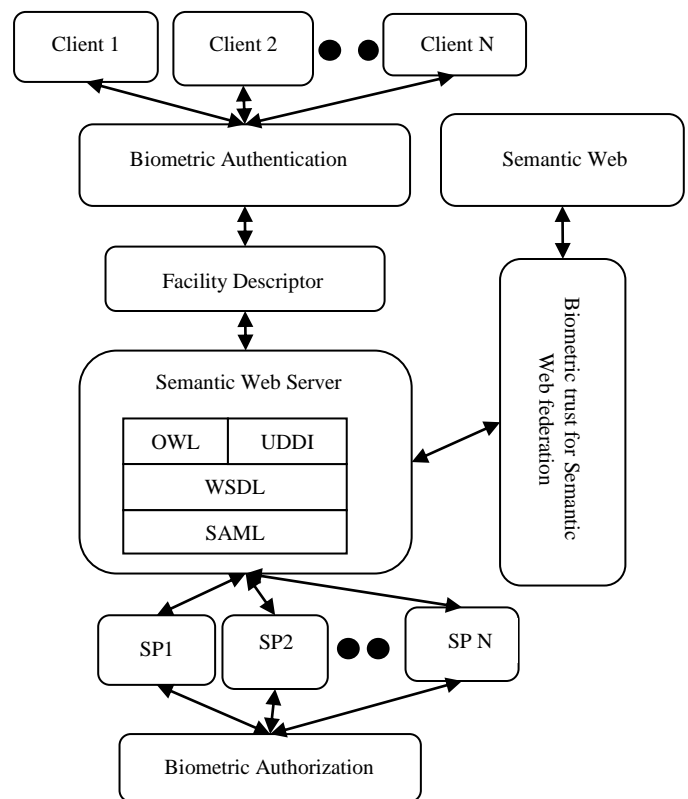 Client 1
Client 2
Client N
Biometric Authentication
Semantic Web
Facility Descriptor
Biometric trust for Semantic
Web federation
Semantic Web Server
OWL
UDDI
WSDL
SAML
SP1
SP2
SP N
Biometric Authorization